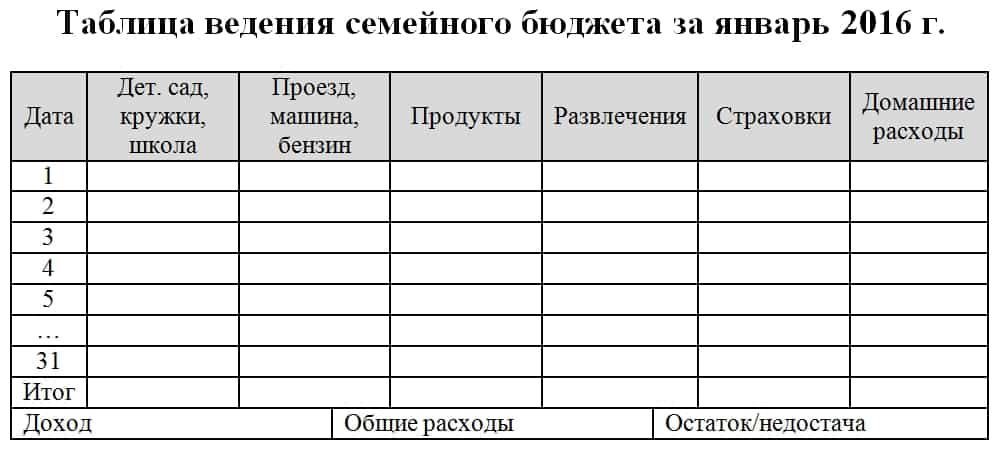 Таблица ведения семейного бюджета за январь 2016 г.
Дата
Дет. сад,
кружки,
школа
Проезд,
машина,
бензин
Продукты
Развлечения
Страховки
Домашние
расходы
1
2
3
4
5
…
31
Итог
Доход
Общие расходы
Остаток/недостача